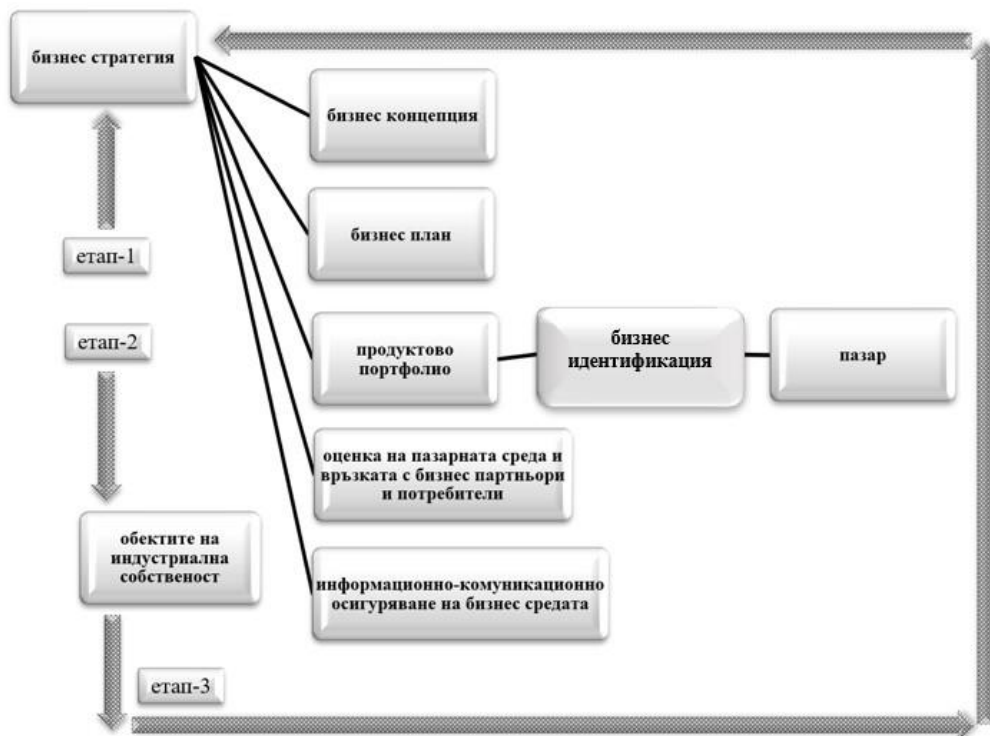 бизнес стратегия
бизнес концепция
бизнес план
етап-1
етап-2
продуктово
портфолио
бизнес
идентификация
пазар
оценка на пазарната среда и
връзката с бизнес партньори
и потребители
обектите на
индустриална
собственост
информационно-комуникационно
осигуряване на бизнес средата
етап-3